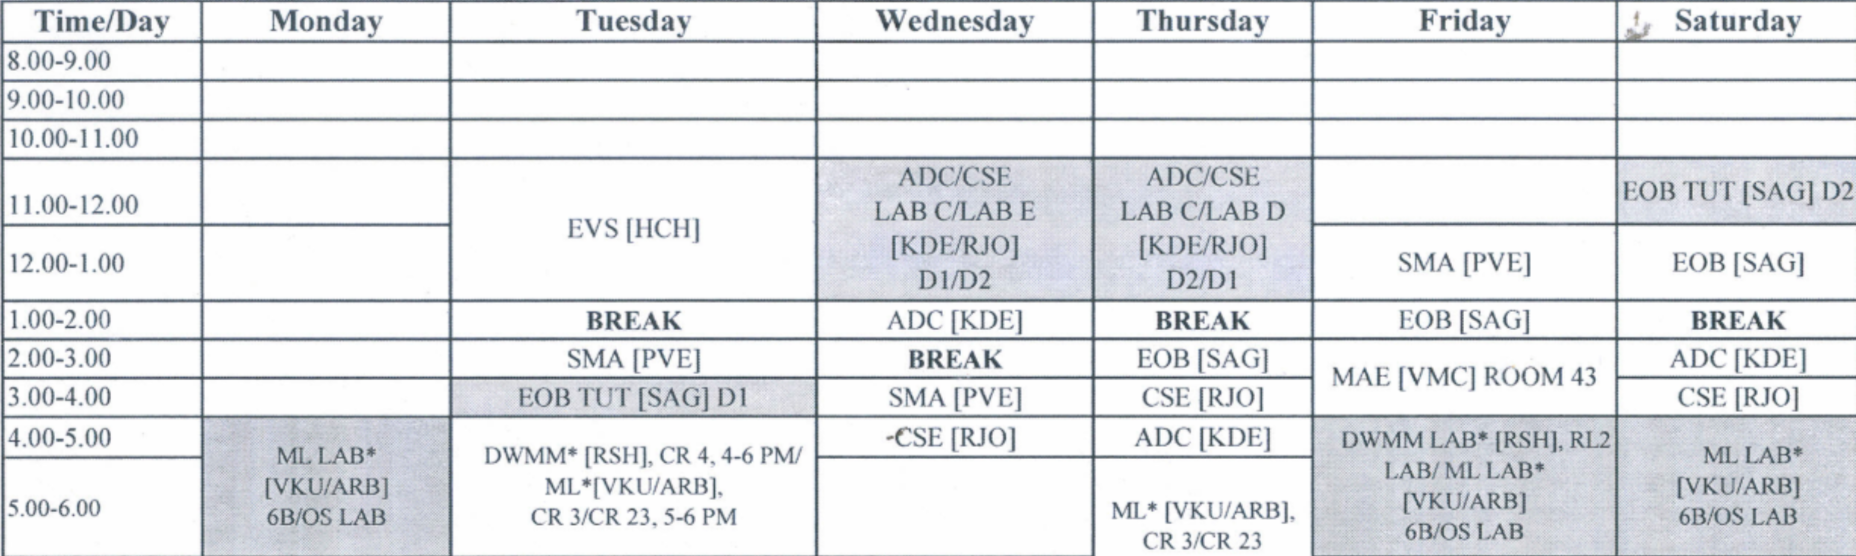 Time/Day Monday Tuesday Wednesday Thursday Friday Saturday
8.00-9.00
9.00-10.00
10.00-11.00
11.00-12.00
EVS [HCH]
ADC/CSE
LAB C/LAB E
[KDE/RJO]
D1/D2
ADC/CSE
LAB C/LAB D
[KDE/RJO]
D2/D1
EOB TUT [SAG] D2
12.00-1.00
SMA [PVE]
EOB [SAG]
1.00-2.00 BREAK ADC [KDE] BREAK EOB [SAG] BREAK
2.00-3.00 SMA [PVE] BREAK EOB [SAG] MAE [VMC] ROOM 43 ADC [KDE]
3.00-4.00 EOB TUT [SAG] D1 SMA [PVE] CSE [RJO] CSE [RJO]
4.00-5.00
ML LAB*
[VKU/ARB]
6B/OS LAB
DWMM* [RSH], CR 4, 4-6 PM/
ML*[VKU/ARB],
CR 3/CR 23, 5-6 PM
CSE [RJO]
ADC [KDE]
DWMM LAB* [RSH], RL2
LAB/ ML LAB*
[VKU/ARB]
6B/OS LAB
ML LAB*
[VKU/ARB]
6B/OS LAB
5.00-6.00
ML* [VKU/ARB],
CR 3/CR 23